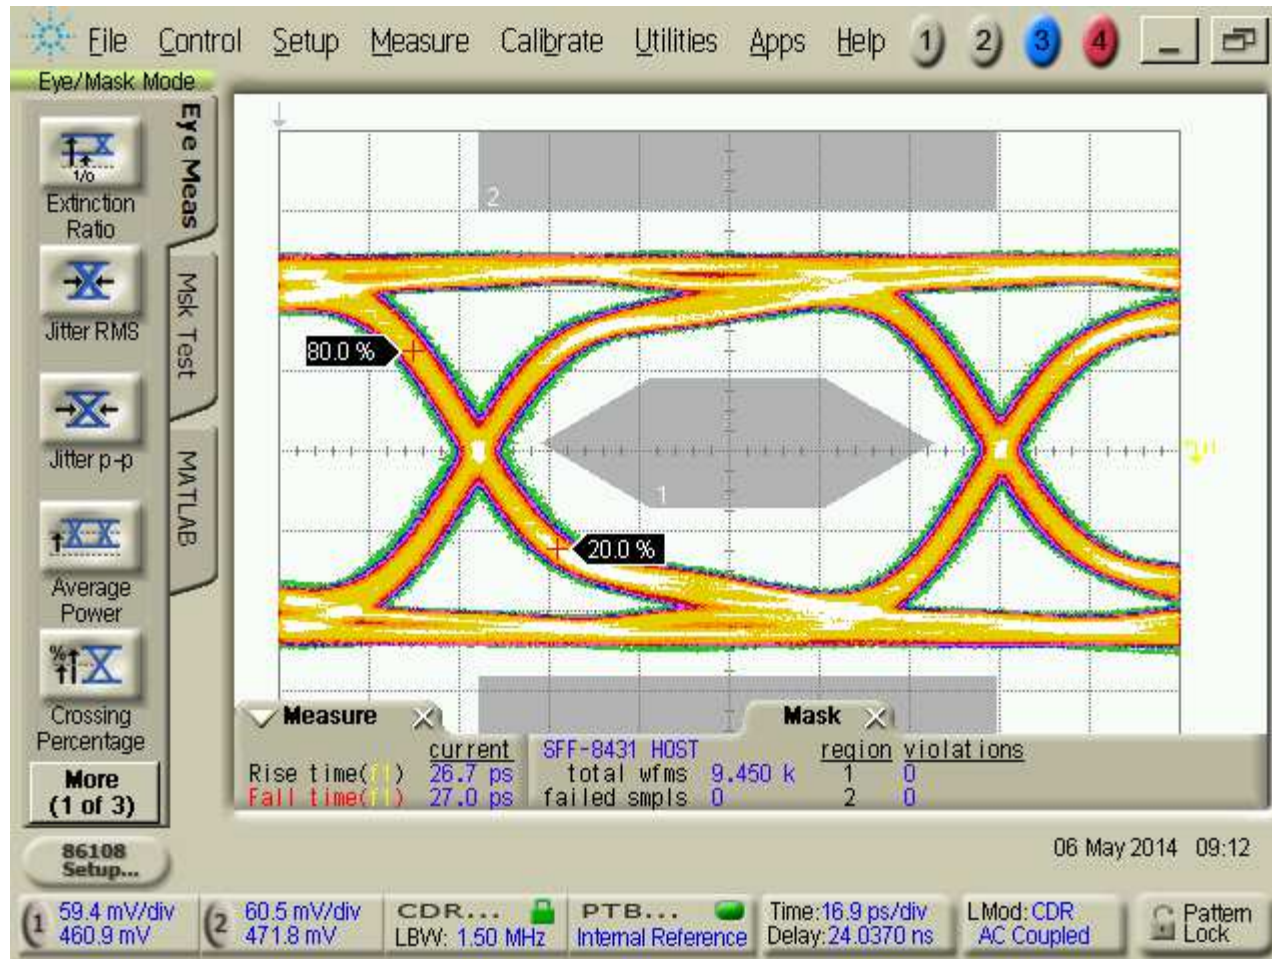 File Control Setup Measure Calibrate Utilities Apps Help 1 2 3 4
Eye/Mask Mode
Eye Meas
Msk Test
MATLAB
1/0
Extinction
Ratio
Jitter RMS
Jitter p-p
Average
Power
%
Crossing
Percentage
More
(1 of 3)
86108
Setup...
2
80.0 %
1
20.0 %
Measure
current
Rise time(f1) 26.7 ps
Fall time(f1) 27.0 ps
Mask
SFF-8431 HOST region violations
total wfms 9.450 k 1 0
failed smpls 0 2 0
06 May 2014 09:12
1 59.4 mV/div
460.9 mV
2 60.5 mV/div
471.8 mV
CDR...
LBW: 1.50 MHz
PTB...
Internal Reference
Time:16.9 ps/div
Delay:24.0370 ns
LMod: CDR
AC Coupled
Pattern
Lock